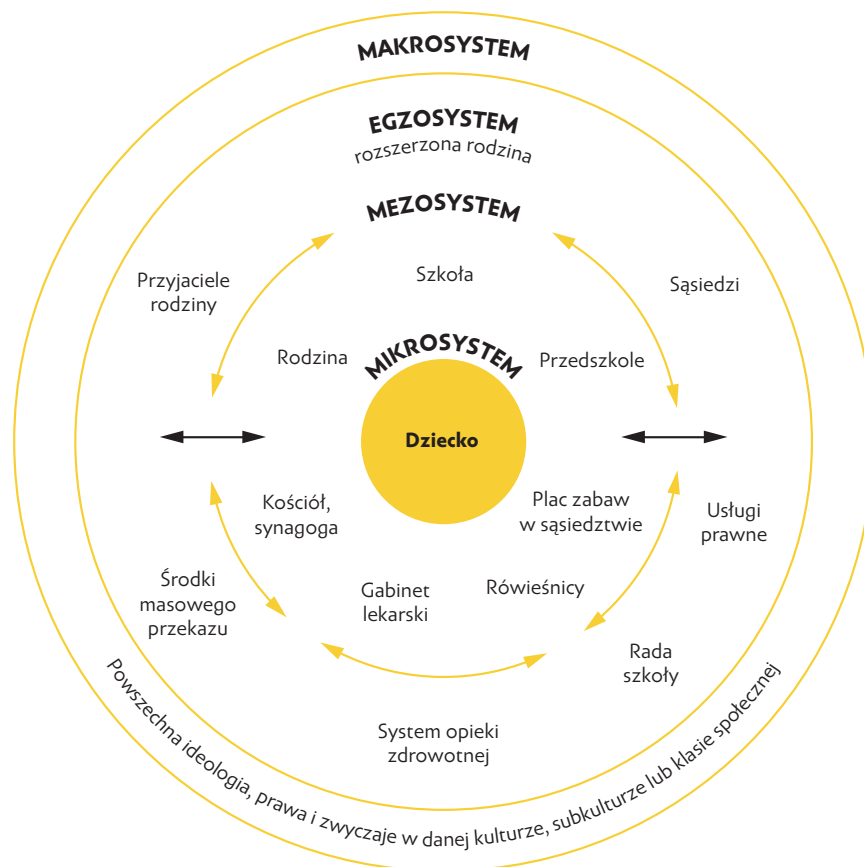 MAKROSYSTEM
EGZOSYSTEM
rozszerzona rodzina
MEZOSYSTEM
Przyjaciele
rodziny
Szkoła
Sąsiedzi
Rodzina
MIKROSYSTEM
Przedszkole
Dziecko
Kościół,
synagoga
Plac zabaw
w sąsiedztwie
Usługi
prawne
Środki
masowego
przekazu
Gabinet
lekarski
Rówieśnicy
Rada
szkoły
System opieki
zdrowotnej
Powszechna ideologia, prawa i zwyczaje w danej kulturze, subkulturze lub klasie społecznej